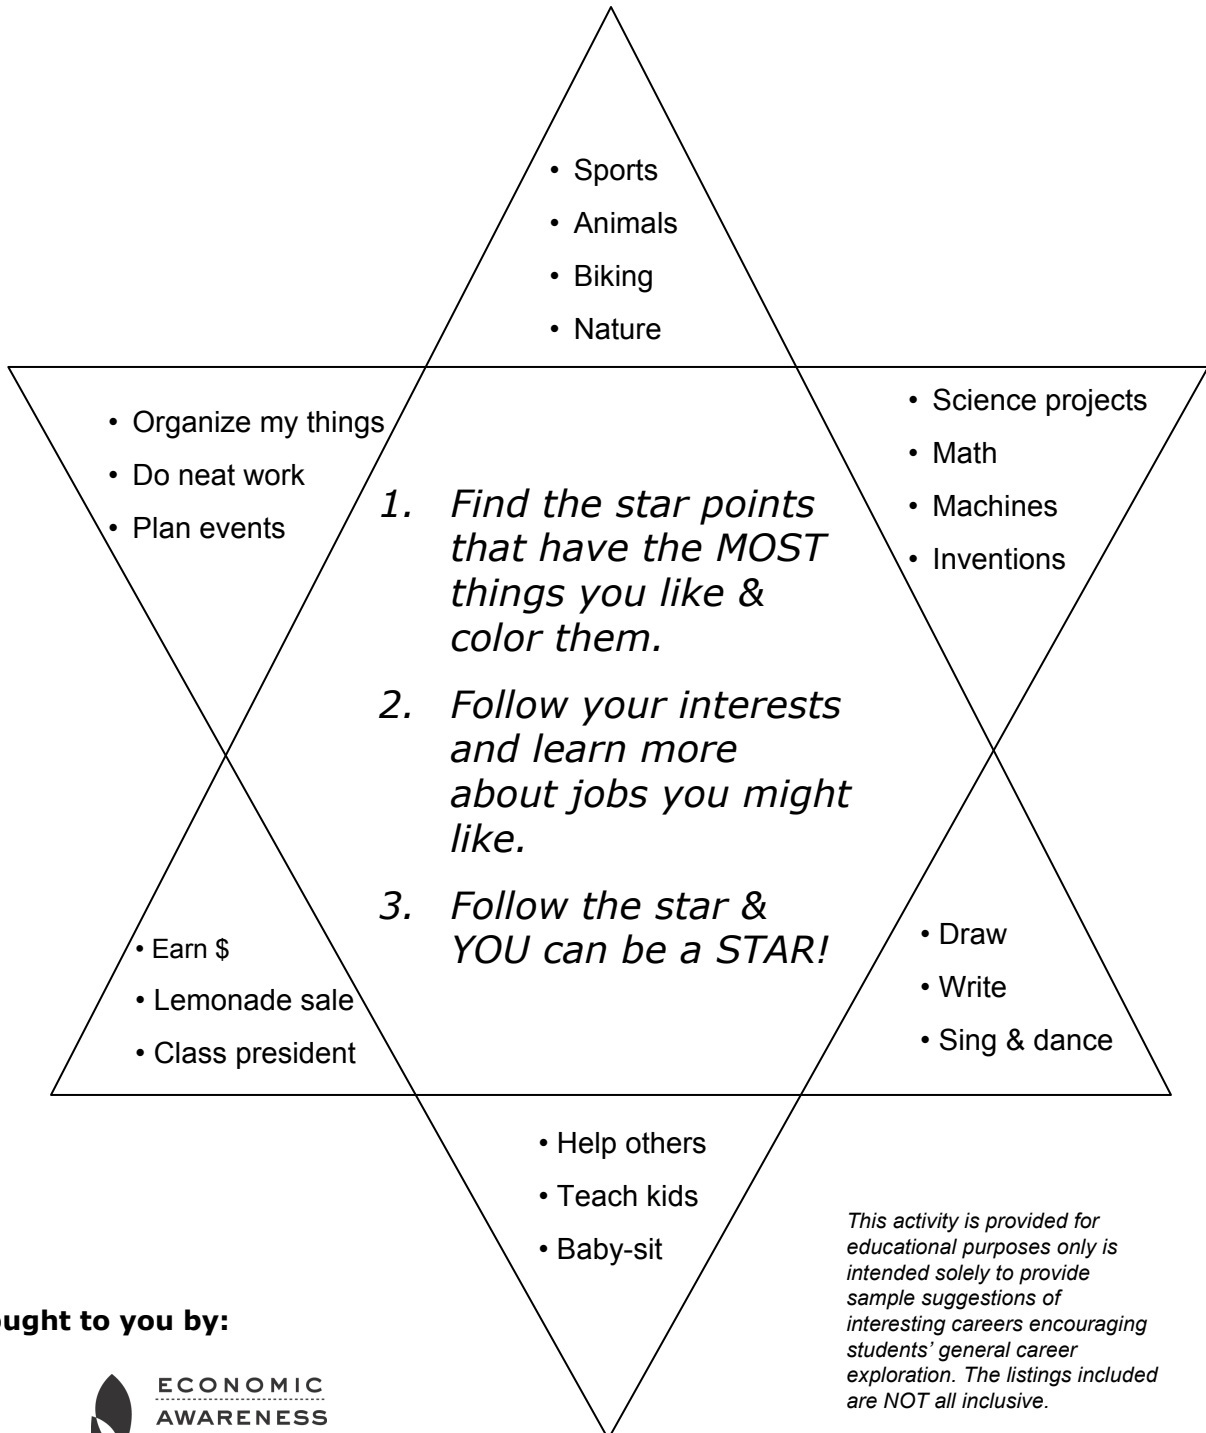 • Sports
• Animals
• Biking
• Nature
• Organize my things
• Do neat work
• Plan events
• Science projects
• Math
• Machines
• Inventions
1. Find the star points
that have the MOST
things you like &
color them.
2. Follow your interests
and learn more
about jobs you might
like.
3. Follow the star &
YOU can be a STAR!
• Earn $
• Lemonade sale
• Class president
• Draw
• Write
• Sing & dance
• Help others
• Teach kids
• Baby-sit
This activity is provided for
educational purposes only is
intended solely to provide
sample suggestions of
interesting careers encouraging
students’ general career
exploration. The listings included
are NOT all inclusive.
ught to you by:
ECONOMIC
AWARENESS